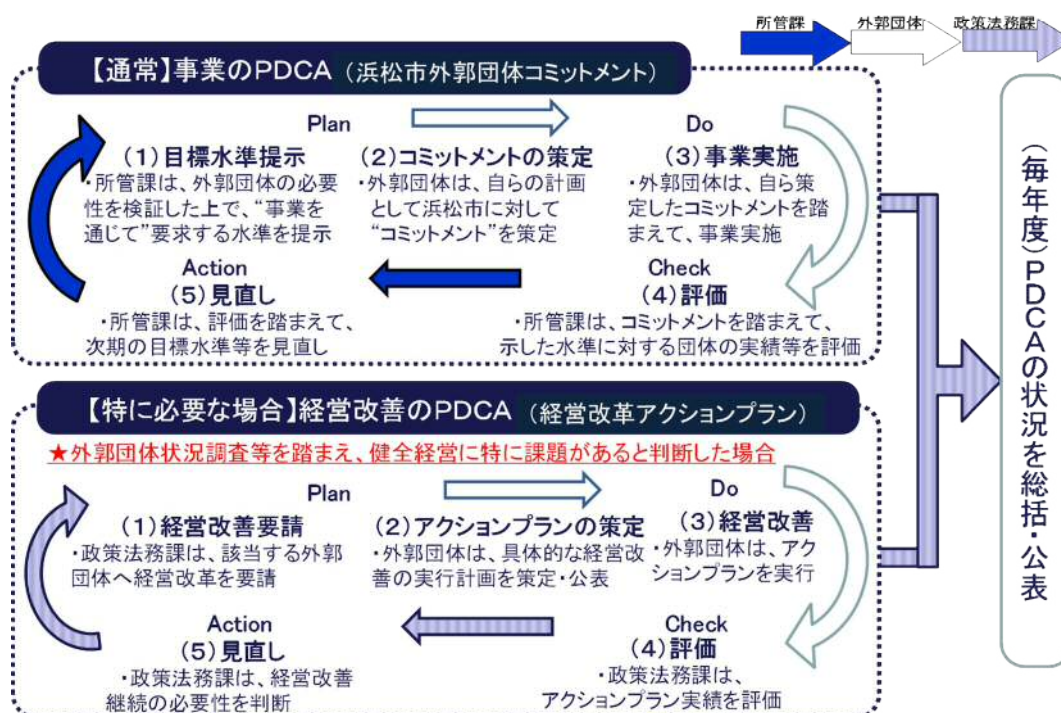 所管課
外郭団体
政策法務課
【通常】事業のPDCA（浜松市外郭団体コミットメント）
Plan
(1)目標水準提示
・所管課は、外郭団体の必要
性を検証した上で、“事業を
通じて”要求する水準を提示
(2)コミットメントの策定
・外郭団体は、自らの計画
として浜松市に対して
“コミットメント”を策定
Do
(3)事業実施
・外郭団体は、自ら策
定したコミットメントを踏
まえて、事業実施
Check
(4)評価
・所管課は、コミットメントを踏まえて、
示した水準に対する団体の実績等を評価
Action
(5)見直し
・所管課は、評価を踏まえて、
次期の目標水準等を見直し
【特に必要な場合】経営改善のPDCA（経営改革アクションプラン）
★外郭団体状況調査等を踏まえ、健全経営に特に課題があると判断した場合
Plan
(1)経営改善要請
・政策法務課は、該当する外郭
団体へ経営改革を要請
(2)アクションプランの策定
・外郭団体は、具体的な経営改
善の実行計画を策定・公表
Do
(3)経営改善
・外郭団体は、アク
ションプランを実行
Check
(4)評価
・政策法務課は、
アクションプラン実績を評価
Action
(5)見直し
・政策法務課は、経営改善
継続の必要性を判断
（毎年度）PDCAの状況を総括・公表